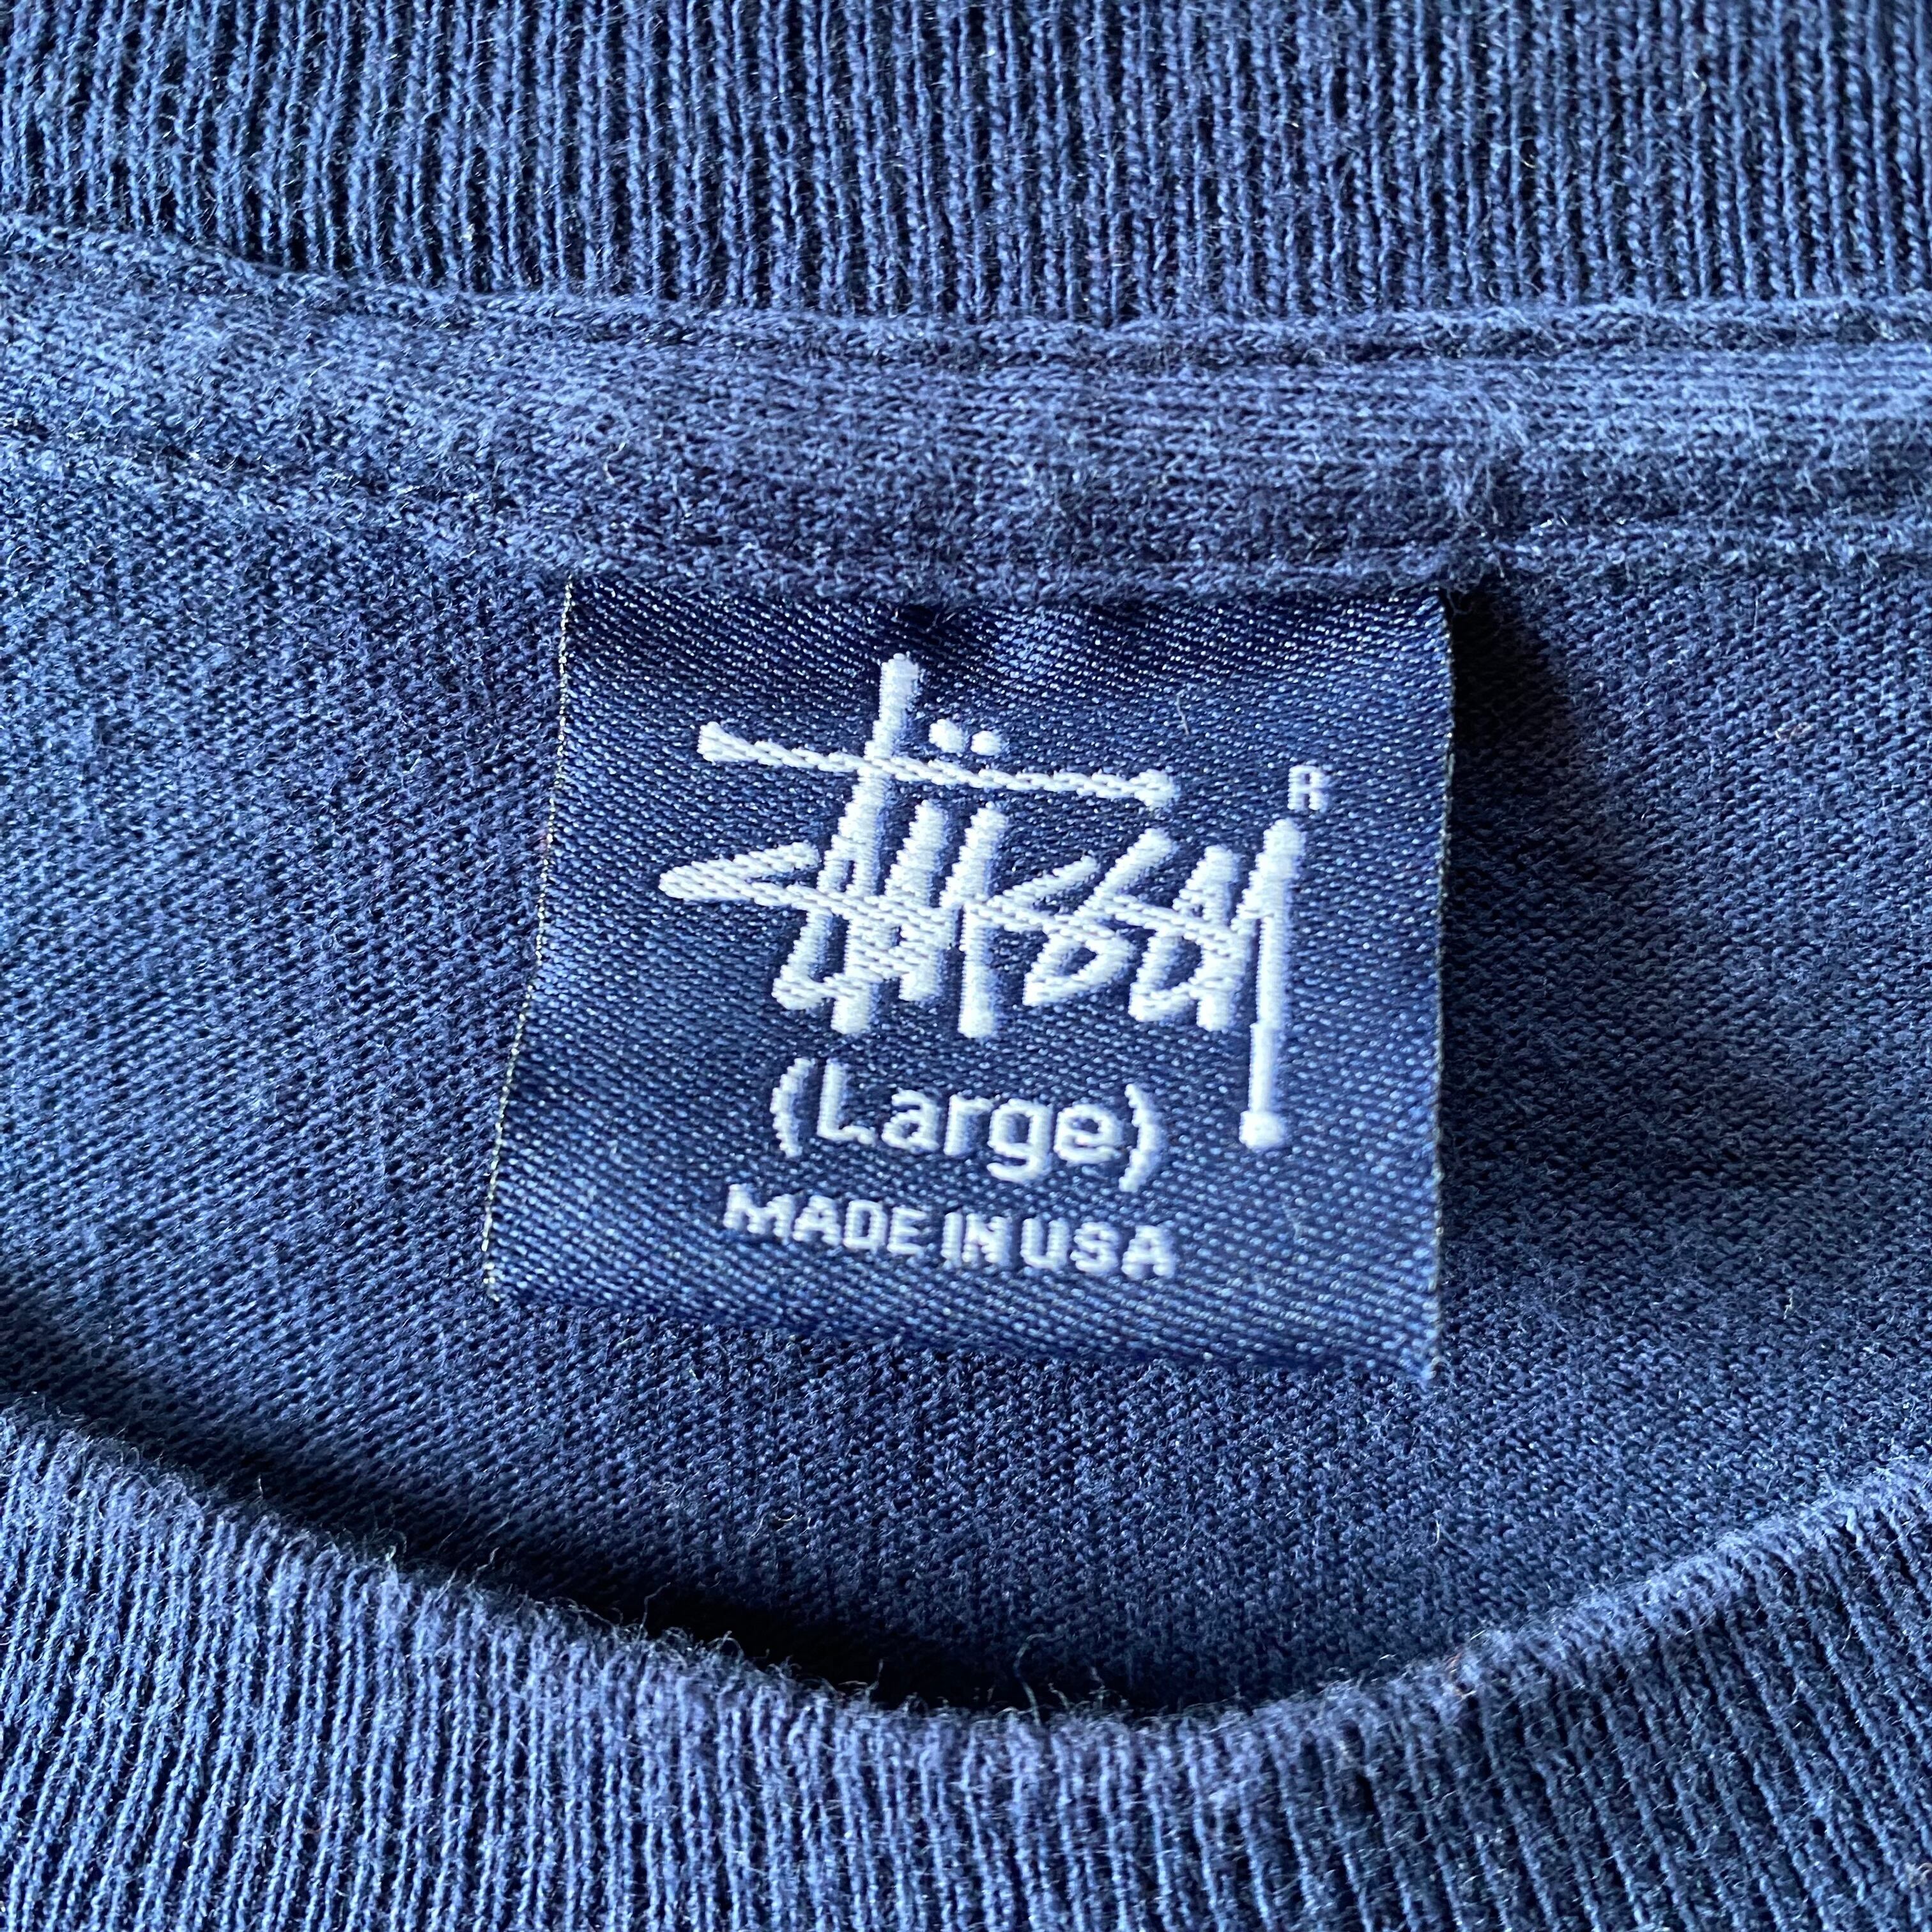 Stüssy
R
(Large)
MADE IN USA